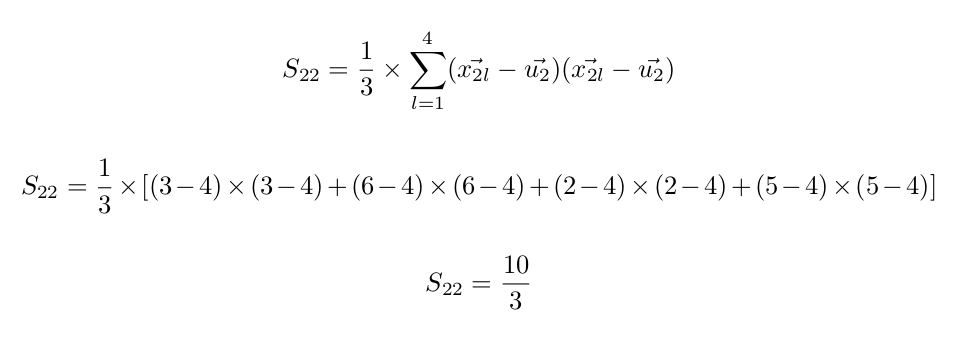 $S_{22} = \frac{1}{3} \times \sum_{l=1}^{4} (\vec{x_{2l}} - \vec{u_2})(\vec{x_{2l}} - \vec{u_2})$
$S_{22} = \frac{1}{3} \times [(3-4) \times (3-4) + (6-4) \times (6-4) + (2-4) \times (2-4) + (5-4) \times (5-4)]$
$S_{22} = \frac{10}{3}$